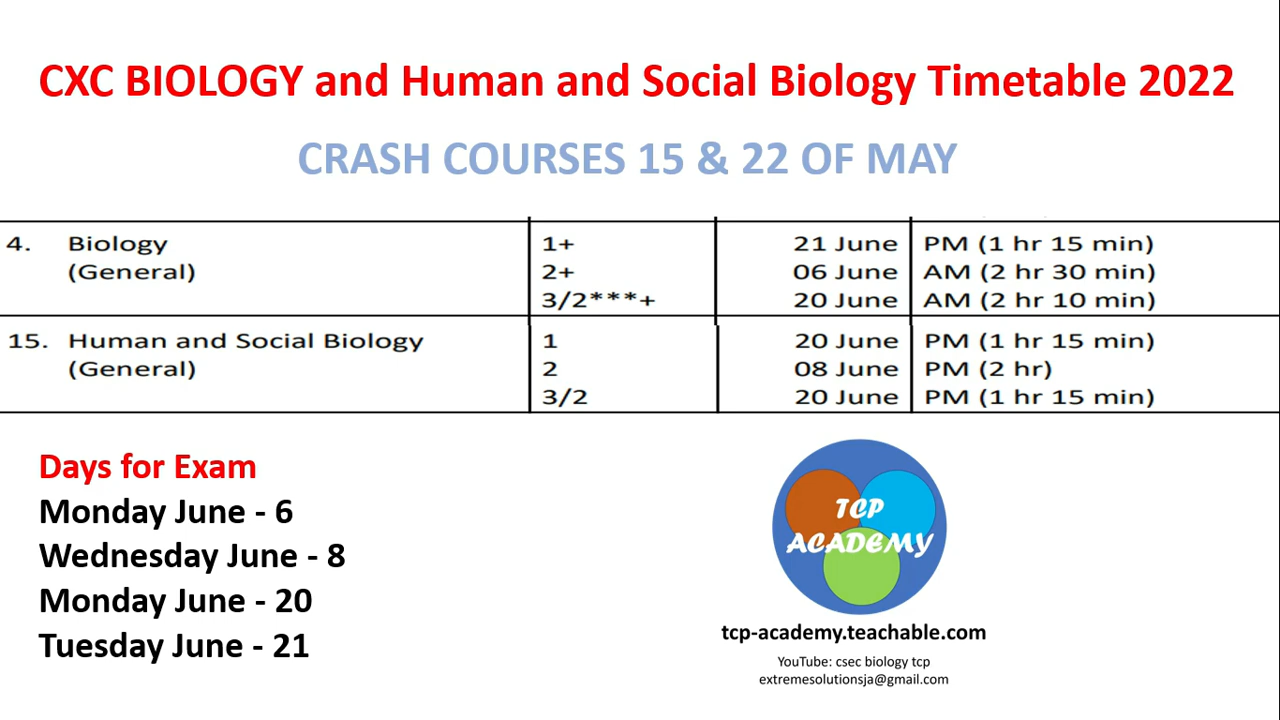 CXC BIOLOGY and Human and Social Biology Timetable 2022
CRASH COURSES 15 & 22 OF MAY
4. Biology 1+ 21 June PM (1 hr 15 min)
(General) 2+ 06 June AM (2 hr 30 min)
3/2***+ 20 June AM (2 hr 10 min)
15. Human and Social Biology 1 20 June PM (1 hr 15 min)
(General) 2 08 June PM (2 hr)
3/2 20 June PM (1 hr 15 min)
Days for Exam
Monday June - 6
Wednesday June - 8
Monday June - 20
Tuesday June - 21
TCP
ACADEMY
tcp-academy.teachable.com
YouTube: csec biology tcp
extremesolutionsja@gmail.com